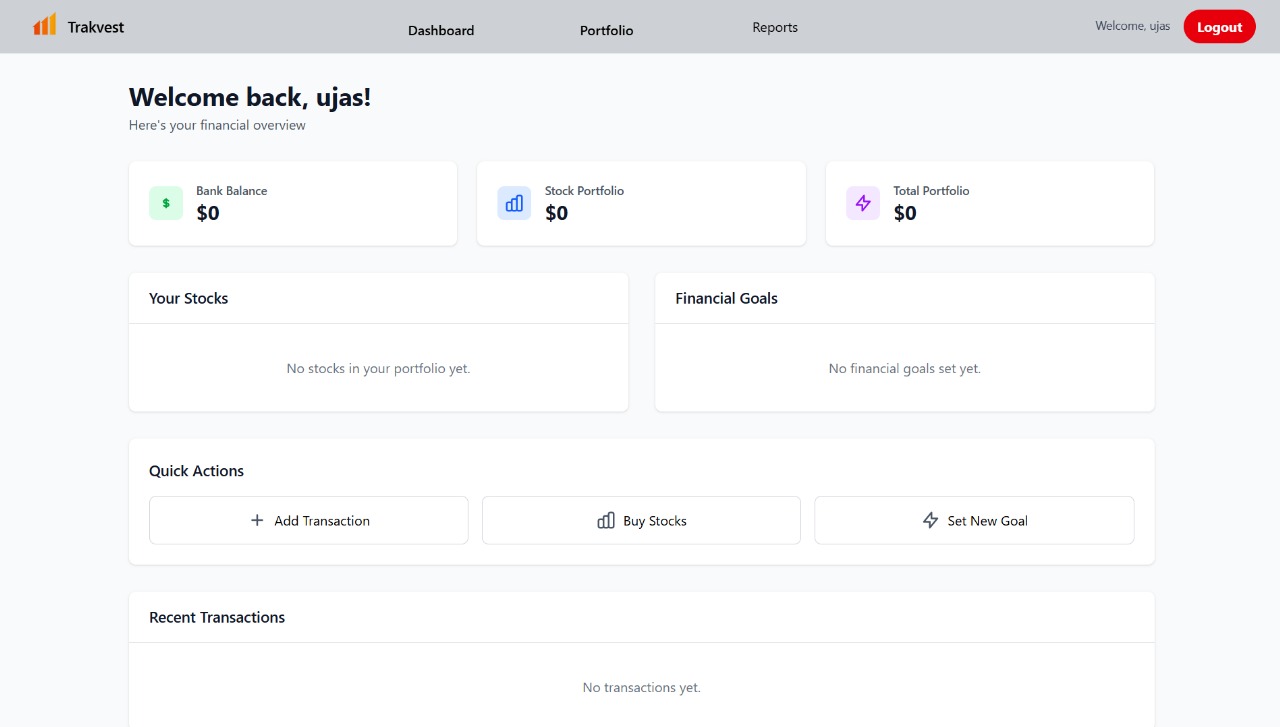 Trakvest
Dashboard
Portfolio
Reports
Welcome, ujas
Logout
Welcome back, ujas!
Here's your financial overview
$
Bank Balance
$0
Stock Portfolio
$0
Total Portfolio
$0
Your Stocks
No stocks in your portfolio yet.
Financial Goals
No financial goals set yet.
Quick Actions
Add Transaction
Buy Stocks
Set New Goal
Recent Transactions
No transactions yet.